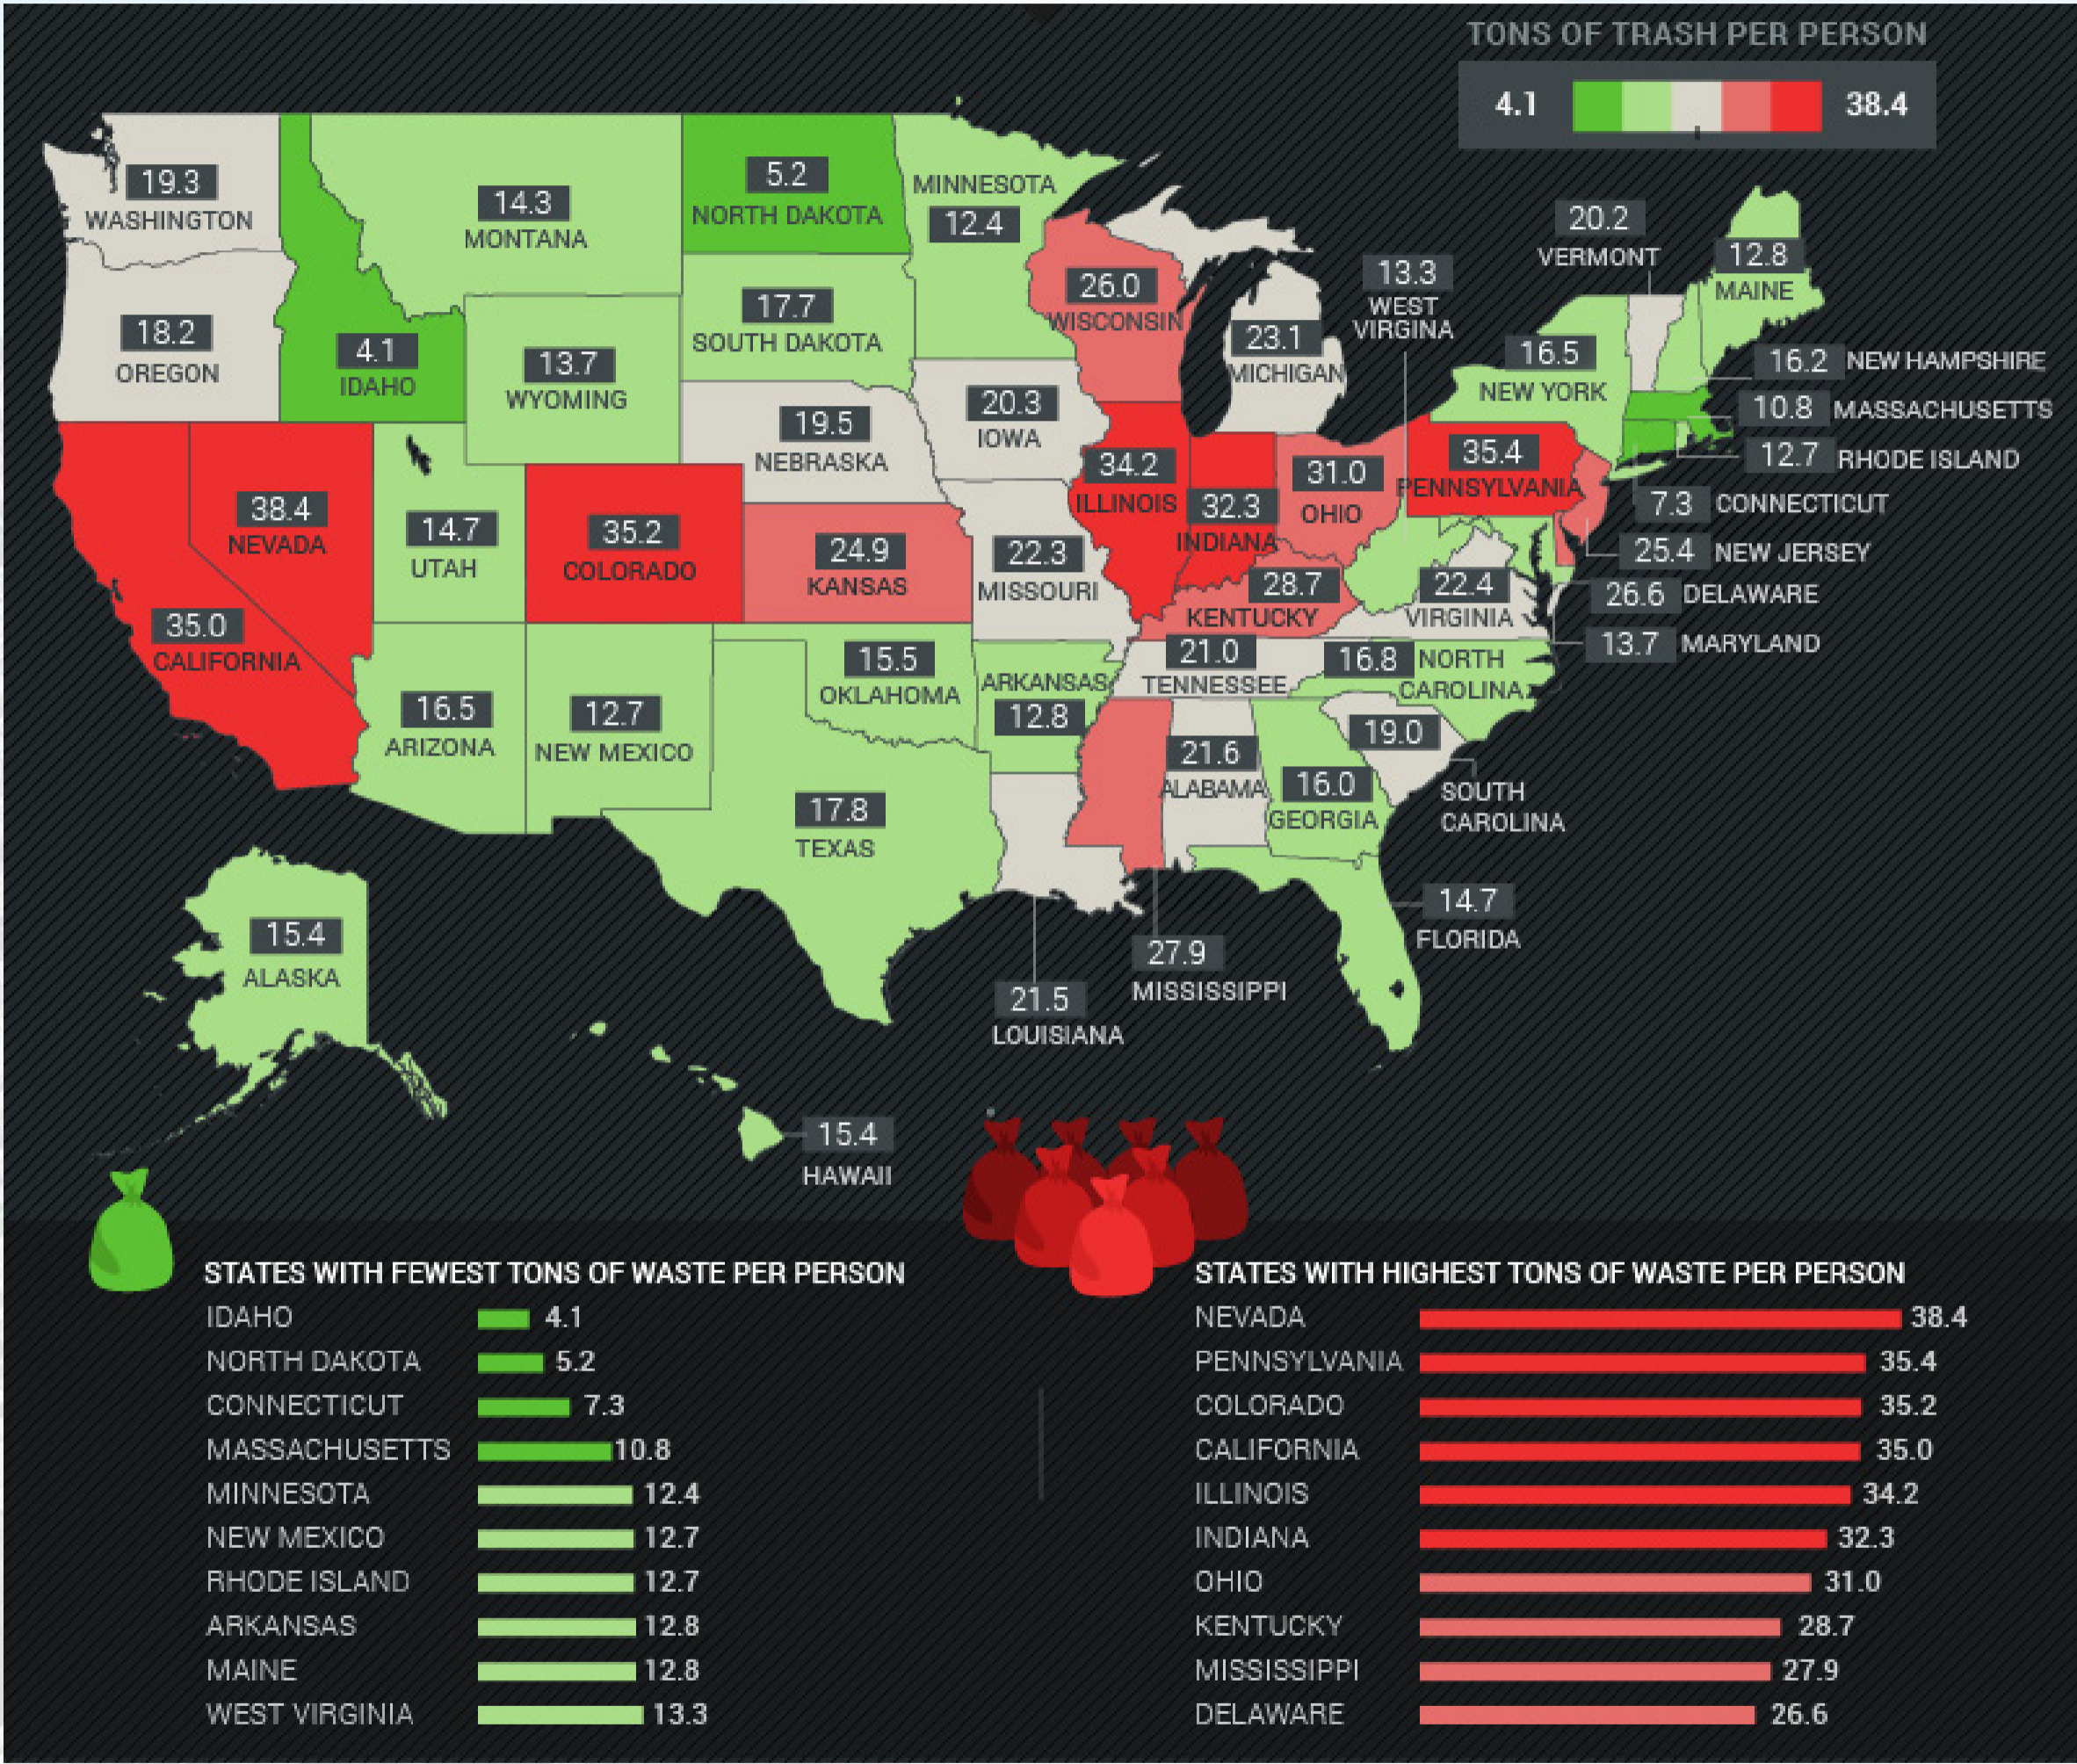 TONS OF TRASH PER PERSON
4.1
38.4
19.3
WASHINGTON
14.3
MONTANA
5.2
NORTH DAKOTA
MINNESOTA
12.4
20.2
VERMONT
12.8
MAINE
18.2
OREGON
4.1
IDAHO
13.7
WYOMING
17.7
SOUTH DAKOTA
26.0
WISCONSIN
23.1
MICHIGAN
13.3
WEST
VIRGINA
16.5
NEW YORK
16.2 NEW HAMPSHIRE
10.8 MASSACHUSETTS
12.7 RHODE ISLAND
7.3 CONNECTICUT
25.4 NEW JERSEY
26.6 DELAWARE
13.7 MARYLAND
38.4
NEVADA
14.7
UTAH
35.2
COLORADO
19.5
NEBRASKA
24.9
KANSAS
20.3
IOWA
22.3
MISSOURI
34.2
ILLINOIS
32.3
INDIANA
31.0
OHIO
35.4
PENNSYLVANIA
28.7
KENTUCKY
22.4
VIRGINIA
35.0
CALIFORNIA
16.5
ARIZONA
12.7
NEW MEXICO
15.5
OKLAHOMA
ARKANSAS
12.8
21.0
TENNESSEE
16.8 NORTH
CAROLINA
17.8
TEXAS
21.6
ALABAMA
16.0
GEORGIA
19.0
SOUTH
CAROLINA
15.4
ALASKA
21.5
LOUISIANA
27.9
MISSISSIPPI
14.7
FLORIDA
15.4
HAWAII
STATES WITH FEWEST TONS OF WASTE PER PERSON
IDAHO 4.1
NORTH DAKOTA 5.2
CONNECTICUT 7.3
MASSACHUSETTS 10.8
MINNESOTA 12.4
NEW MEXICO 12.7
RHODE ISLAND 12.7
ARKANSAS 12.8
MAINE 12.8
WEST VIRGINIA 13.3
STATES WITH HIGHEST TONS OF WASTE PER PERSON
NEVADA 38.4
PENNSYLVANIA 35.4
COLORADO 35.2
CALIFORNIA 35.0
ILLINOIS 34.2
INDIANA 32.3
OHIO 31.0
KENTUCKY 28.7
MISSISSIPPI 27.9
DELAWARE 26.6